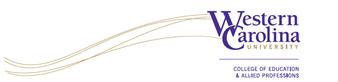 Western
Carolina
UNIVERSITY
COLLEGE OF EDUCATION
& ALLIED PROFESSIONS